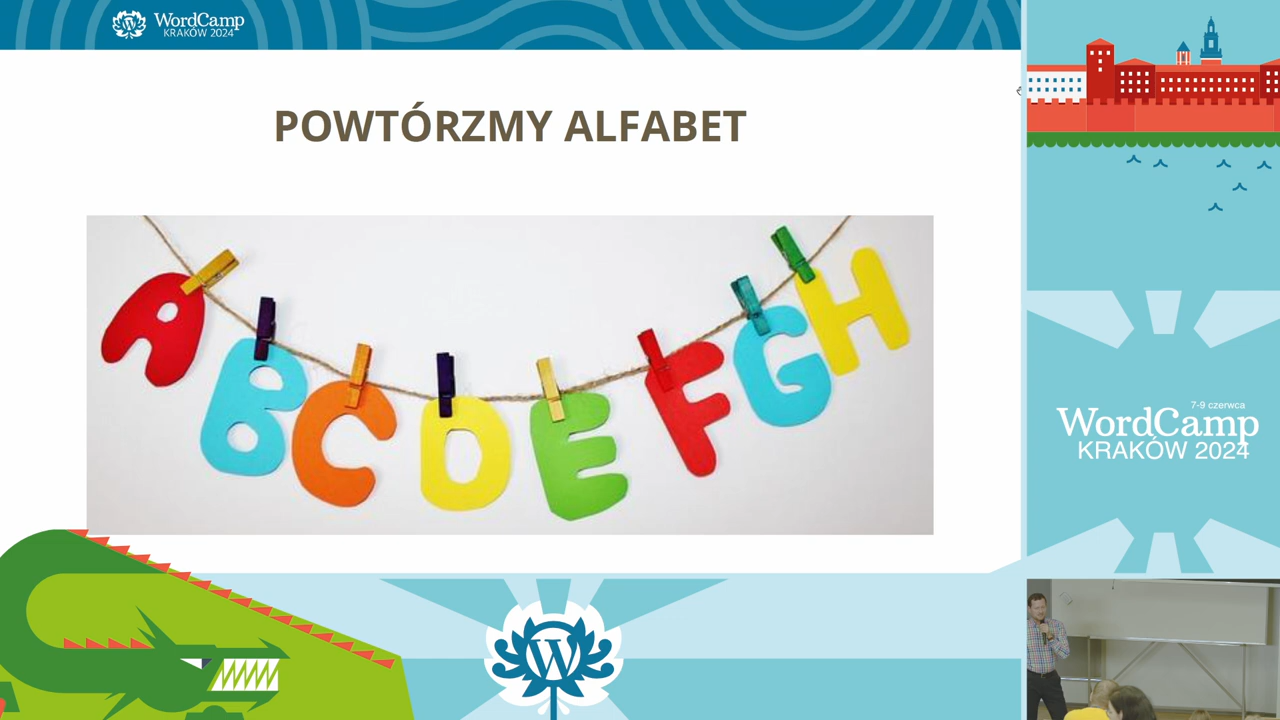 WordCamp
KRAKÓW 2024
POWTÓRZMY ALFABET
A B C D E F G H
7-9 czerwca
WordCamp
KRAKÓW 2024
W